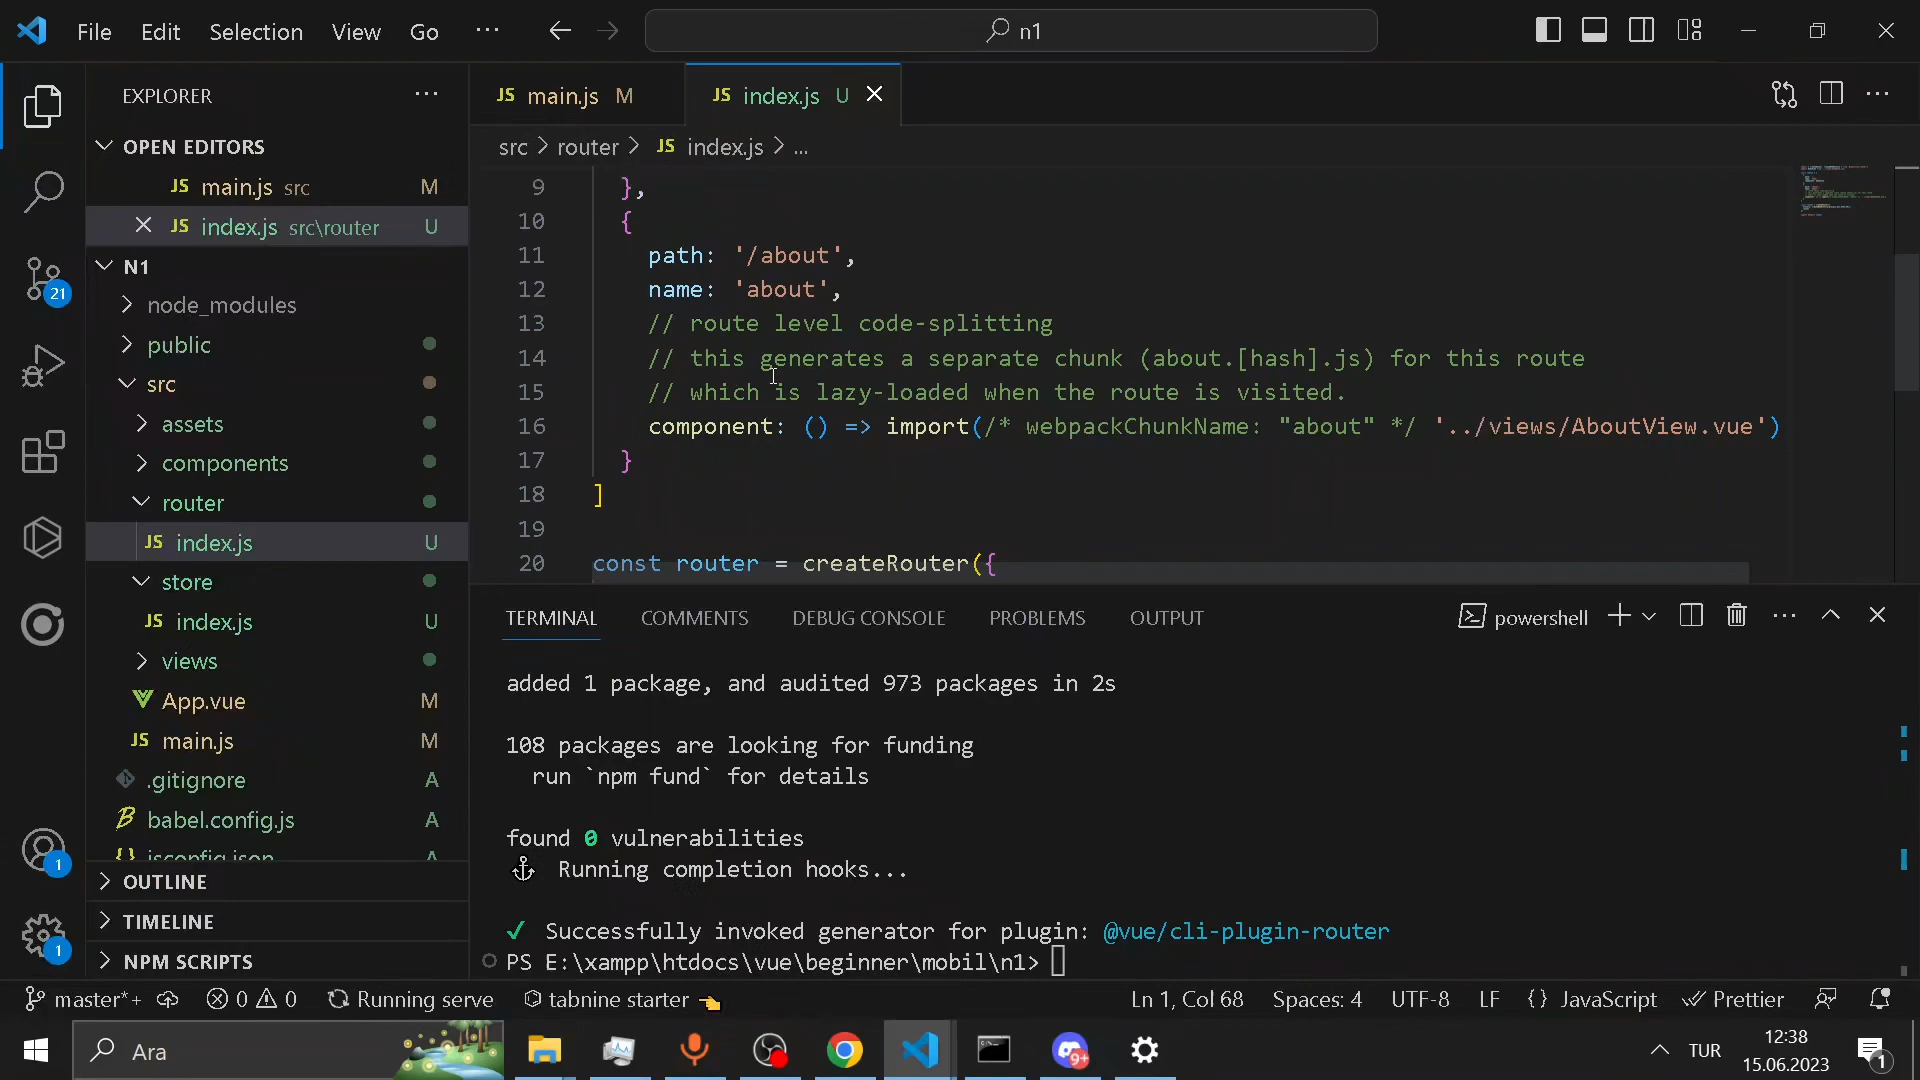 File Edit Selection View Go ... n1
EXPLORER ...
OPEN EDITORS
JS main.js src M
JS index.js src\router U
N1
node_modules
public
src
assets
components
router
JS index.js U
store
JS index.js U
views
App.vue M
JS main.js M
.gitignore A
babel.config.js A
jsconfig.json A
OUTLINE
TIMELINE
NPM SCRIPTS
21
1
1
JS main.js M JS index.js U
src > router > JS index.js > ...
9 },
10 {
11 path: '/about',
12 name: 'about',
13 // route level code-splitting
14 // this generates a separate chunk (about.[hash].js) for this route
15 // which is lazy-loaded when the route is visited.
16 component: () => import(/* webpackChunkName: "about" */ '../views/AboutView.vue')
17 }
18 ]
19
20 const router = createRouter({
TERMINAL COMMENTS DEBUG CONSOLE PROBLEMS OUTPUT powershell
added 1 package, and audited 973 packages in 2s
108 packages are looking for funding
run `npm fund` for details
found 0 vulnerabilities
⚓ Running completion hooks...
✓ Successfully invoked generator for plugin: @vue/cli-plugin-router
PS E:\xampp\htdocs\vue\beginner\mobil\n1>
master*+ 0 0 Running serve tabnine starter 👈 Ln 1, Col 68 Spaces: 4 UTF-8 LF {} JavaScript Prettier
Ara 9+ TUR 12:38 1
15.06.2023